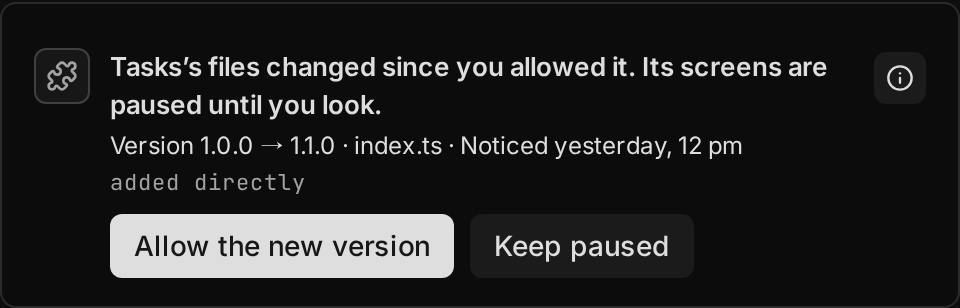 Tasks’s files changed since you allowed it. Its screens are
paused until you look.
Version 1.0.0 → 1.1.0 · index.ts · Noticed yesterday, 12 pm
added directly
Allow the new version
Keep paused